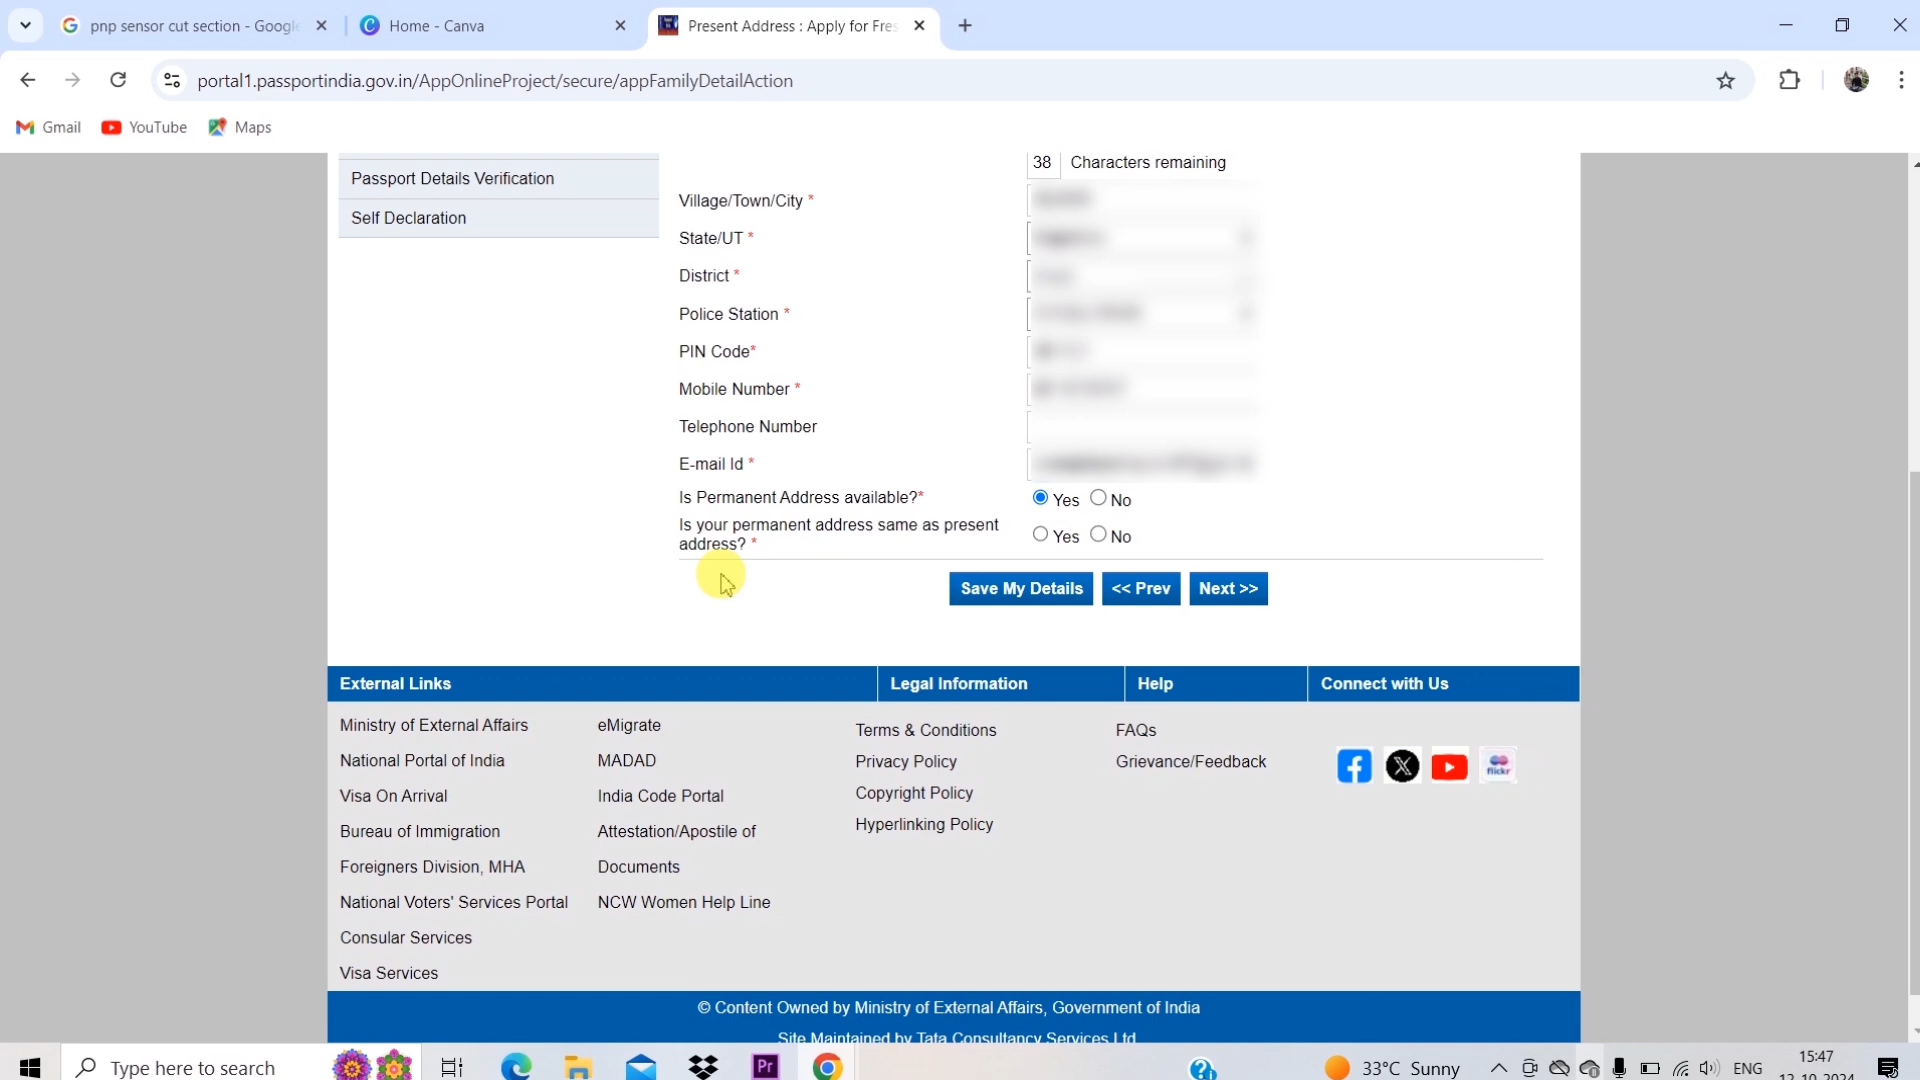 pnp sensor cut section - Googl
Home - Canva
Present Address : Apply for Fres
portal1.passportindia.gov.in/AppOnlineProject/secure/appFamilyDetailAction
Gmail
YouTube
Maps
38 Characters remaining
Passport Details Verification
Self Declaration
Village/Town/City *
State/UT *
District *
Police Station *
PIN Code*
Mobile Number *
Telephone Number
E-mail Id *
Is Permanent Address available?* Yes No
Is your permanent address same as present
address? * Yes No
Save My Details
<< Prev
Next >>
External Links
Legal Information
Help
Connect with Us
Ministry of External Affairs
National Portal of India
Visa On Arrival
Bureau of Immigration
Foreigners Division, MHA
National Voters' Services Portal
Consular Services
Visa Services
eMigrate
MADAD
India Code Portal
Attestation/Apostile of
Documents
NCW Women Help Line
Terms & Conditions
Privacy Policy
Copyright Policy
Hyperlinking Policy
FAQs
Grievance/Feedback
flickr
© Content Owned by Ministry of External Affairs, Government of India
Site Maintained by Tata Consultancy Services Ltd
Type here to search
Pr
33°C Sunny
ENG
15:47
12-10-2024